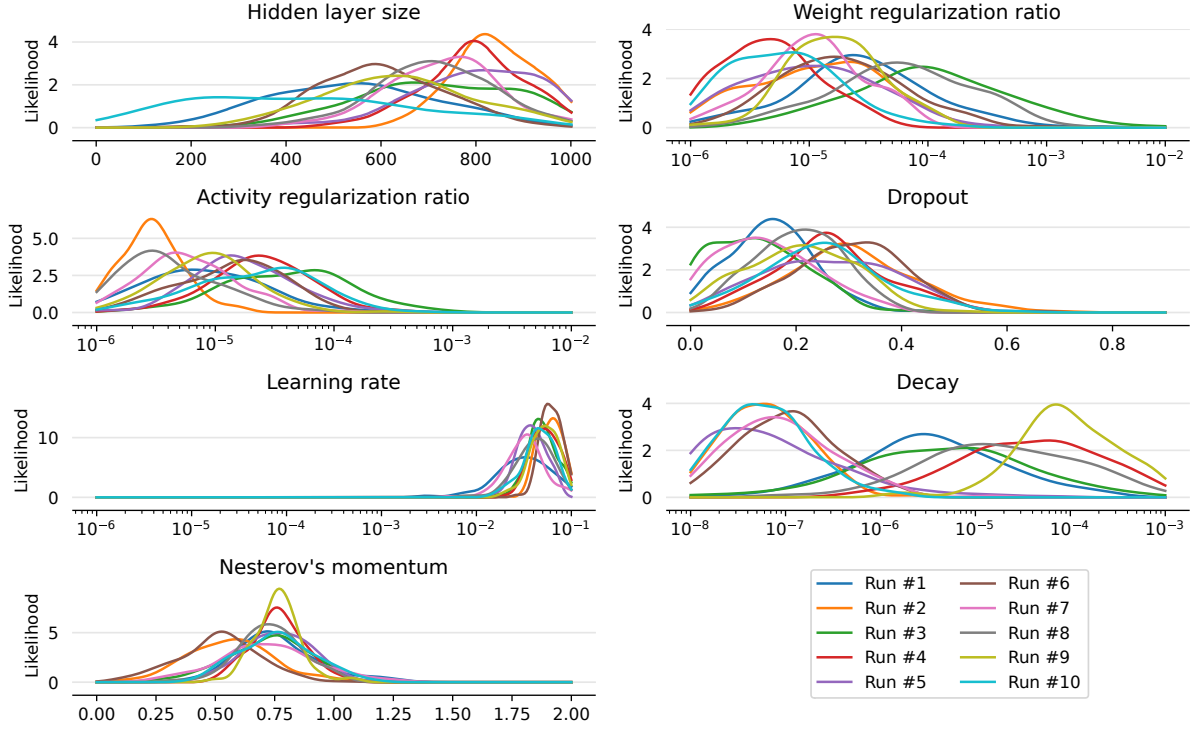 Hidden layer size
Likelihood
4
2
0
0 200 400 600 800 1000
Weight regularization ratio
Likelihood
4
2
0
10⁻⁶ 10⁻⁵ 10⁻⁴ 10⁻³ 10⁻²
Activity regularization ratio
Likelihood
5.0
2.5
0.0
10⁻⁶ 10⁻⁵ 10⁻⁴ 10⁻³ 10⁻²
Dropout
Likelihood
4
2
0
0.0 0.2 0.4 0.6 0.8
Learning rate
Likelihood
10
0
10⁻⁶ 10⁻⁵ 10⁻⁴ 10⁻³ 10⁻² 10⁻¹
Decay
Likelihood
4
2
0
10⁻⁸ 10⁻⁷ 10⁻⁶ 10⁻⁵ 10⁻⁴ 10⁻³
Nesterov's momentum
Likelihood
5
0
0.00 0.25 0.50 0.75 1.00 1.25 1.50 1.75 2.00
Run #1
Run #2
Run #3
Run #4
Run #5
Run #6
Run #7
Run #8
Run #9
Run #10